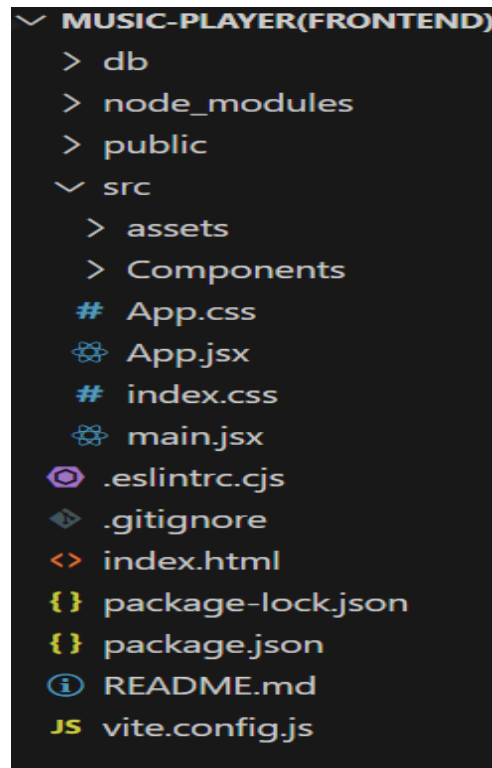 MUSIC-PLAYER(FRONTEND)
db
node_modules
public
src
assets
Components
# App.css
App.jsx
# index.css
main.jsx
.eslintrc.cjs
.gitignore
<> index.html
{} package-lock.json
{} package.json
README.md
JS vite.config.js